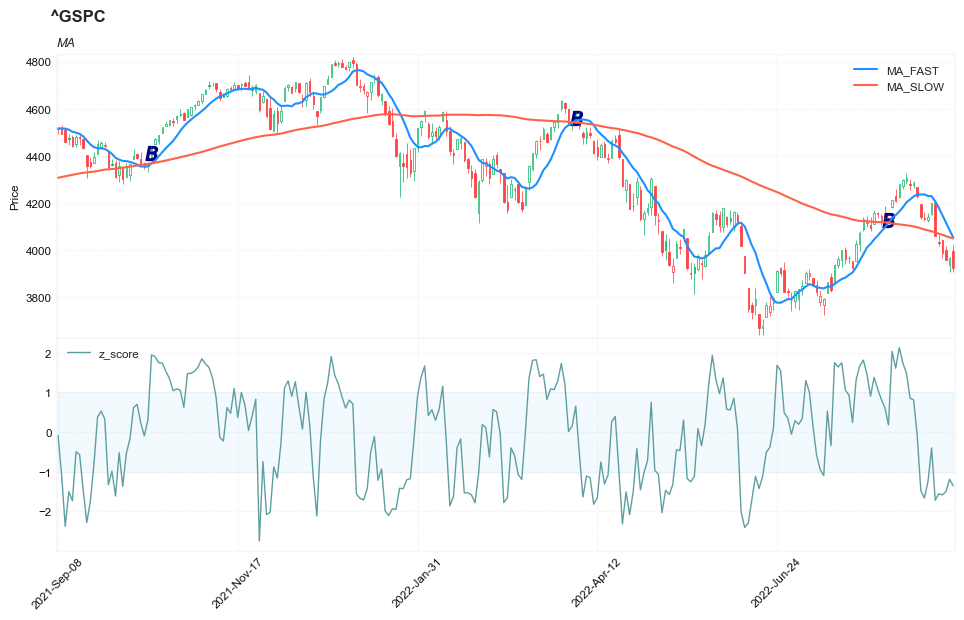 ^GSPC
MA
4800
4600
4400
4200
4000
3800
Price
MA_FAST
MA_SLOW
B
B
B
z_score
2
1
0
−1
−2
2021-Sep-08
2021-Nov-17
2022-Jan-31
2022-Apr-12
2022-Jun-24